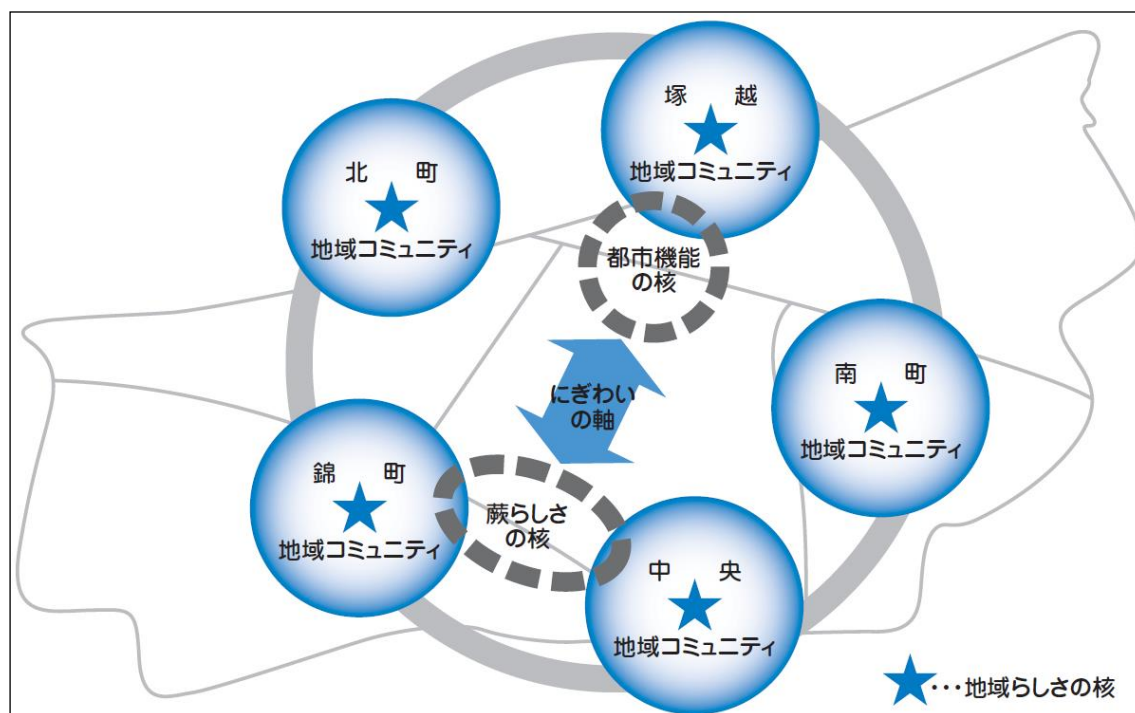 塚 越
地域コミュニティ
北 町
地域コミュニティ
都市機能
の核
南 町
地域コミュニティ
にぎわい
の軸
錦 町
地域コミュニティ
蕨らしさ
の核
中 央
地域コミュニティ
★･･･地域らしさの核